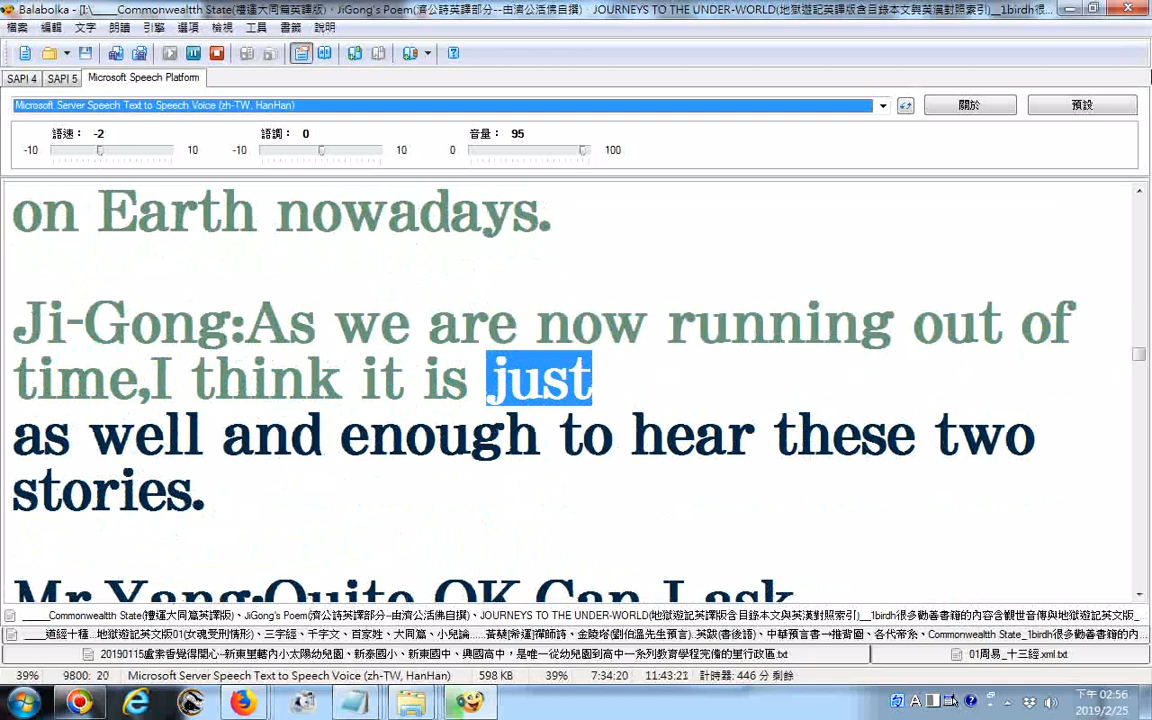 Balabolka - [I:\_____Commonwealtth State(禮運大同篇英譯版)、JiGong's Poem(濟公詩英譯部分--由濟公活佛自撰)、JOURNEYS TO THE UNDER-WORLD(地獄遊記英譯版含目錄本文與英漢對照索引)__1birdh很...
檔案 編輯 文字 朗讀 引擎 選項 檢視 工具 書籤 說明
SAPI 4 SAPI 5 Microsoft Speech Platform
Microsoft Server Speech Text to Speech Voice (zh-TW, HanHan)
關於 預設
語速： -2 語調： 0 音量： 95
-10 10 -10 10 0 100
on Earth nowadays.
Ji-Gong:As we are now running out of
time,I think it is just
as well and enough to hear these two
stories.
Mr.Yang:Quite OK.Can I ask
_____Commonwealth State(禮運大同篇英譯版)、JiGong's Poem(濟公詩英譯部分--由濟公活佛自撰)、JOURNEYS TO THE UNDER-WORLD(地獄遊記英譯版含目錄本文與英漢對照索引)__1birdh很多勸善書籍的內容含觀世音傳與地獄遊記英文版_
____道經十種...地獄遊記英文版01(女魂受刑情形)、三字經、千字文、百家姓、大同篇、小兒論......黃蘗[希運]禪師詩、金陵塔(劉伯溫先生預言).英跋(書後語)、中華預言書—推背圖、各代帝系、Commonwealth State_1birdh很多勸善書籍的內...
20190115盧素香覺得開心--新東里轄內小太陽幼兒園、新泰國小、新東國中、興國高中，是唯一從幼兒園到高中一系列教育學程完備的里行政區.txt 01周易_十三經.xml.txt
39% 9800: 20 Microsoft Server Speech Text to Speech Voice (zh-TW, HanHan) 598 KB 39% 7:34:20 11:43:21 計時器: 446 分 剩餘
下午 02:56
2019/2/25